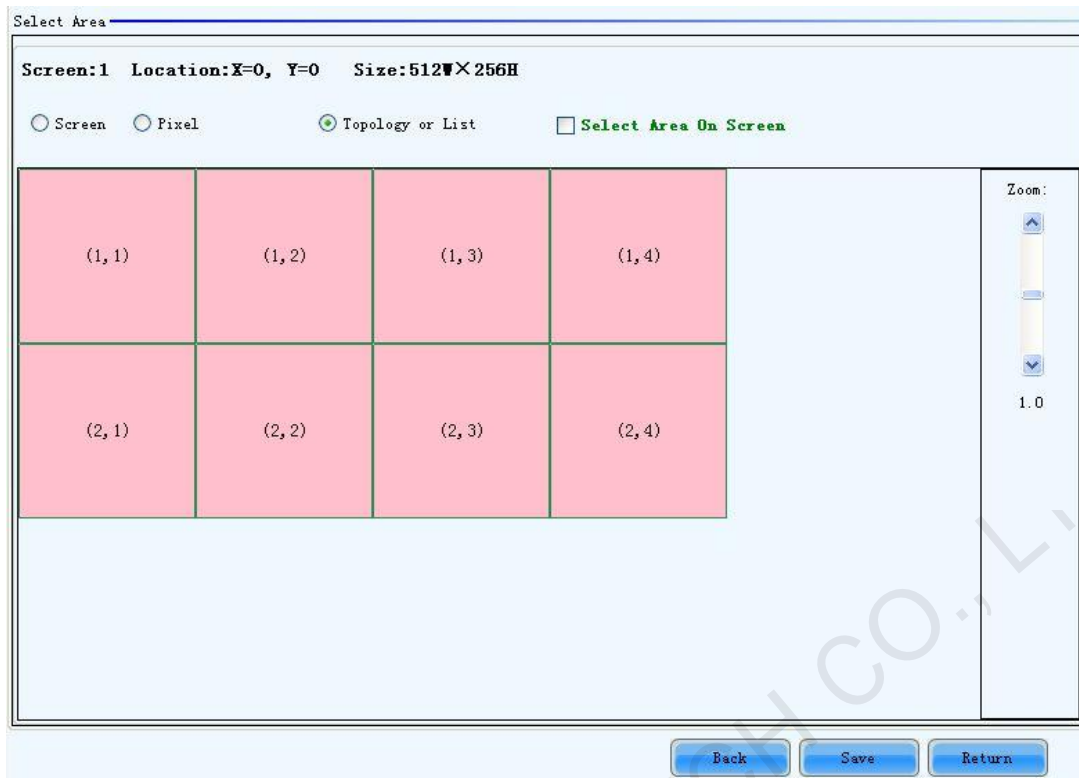 Select Area
Screen:1 Location:X=0, Y=0 Size:512W×256H
Screen Pixel Topology or List Select Area On Screen
Zoom:
(1,1) (1,2) (1,3) (1,4)
(2,1) (2,2) (2,3) (2,4)
1.0
CH CO., L
Back Save Return